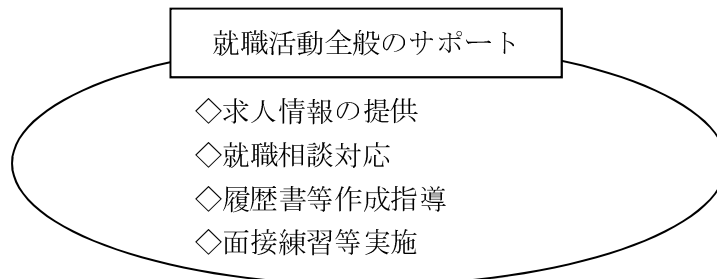 就職活動全般のサポート
◇求人情報の提供
◇就職相談対応
◇履歴書等作成指導
◇面接練習等実施